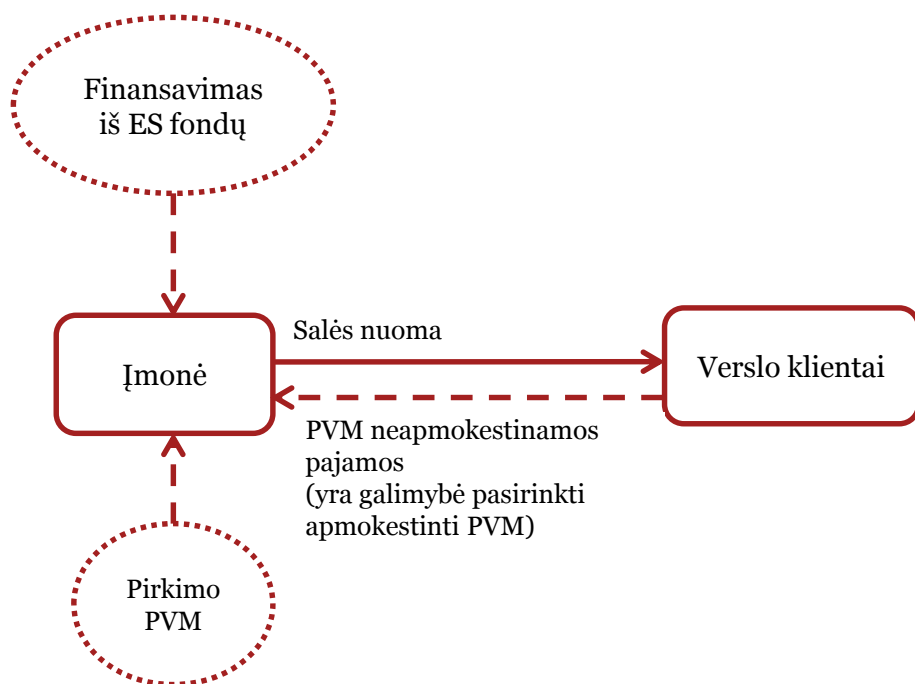 Finansavimas
iš ES fondų
Salės nuoma
Įmonė
Verslo klientai
PVM neapmokestinamos
pajamos
(yra galimybė pasirinkti
apmokestinti PVM)
Pirkimo
PVM